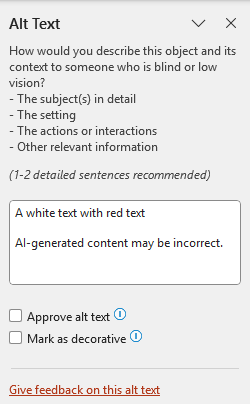 Alt Text
How would you describe this object and its
context to someone who is blind or low
vision?
- The subject(s) in detail
- The setting
- The actions or interactions
- Other relevant information
(1-2 detailed sentences recommended)
A white text with red text
AI-generated content may be incorrect.
Approve alt text
Mark as decorative
Give feedback on this alt text